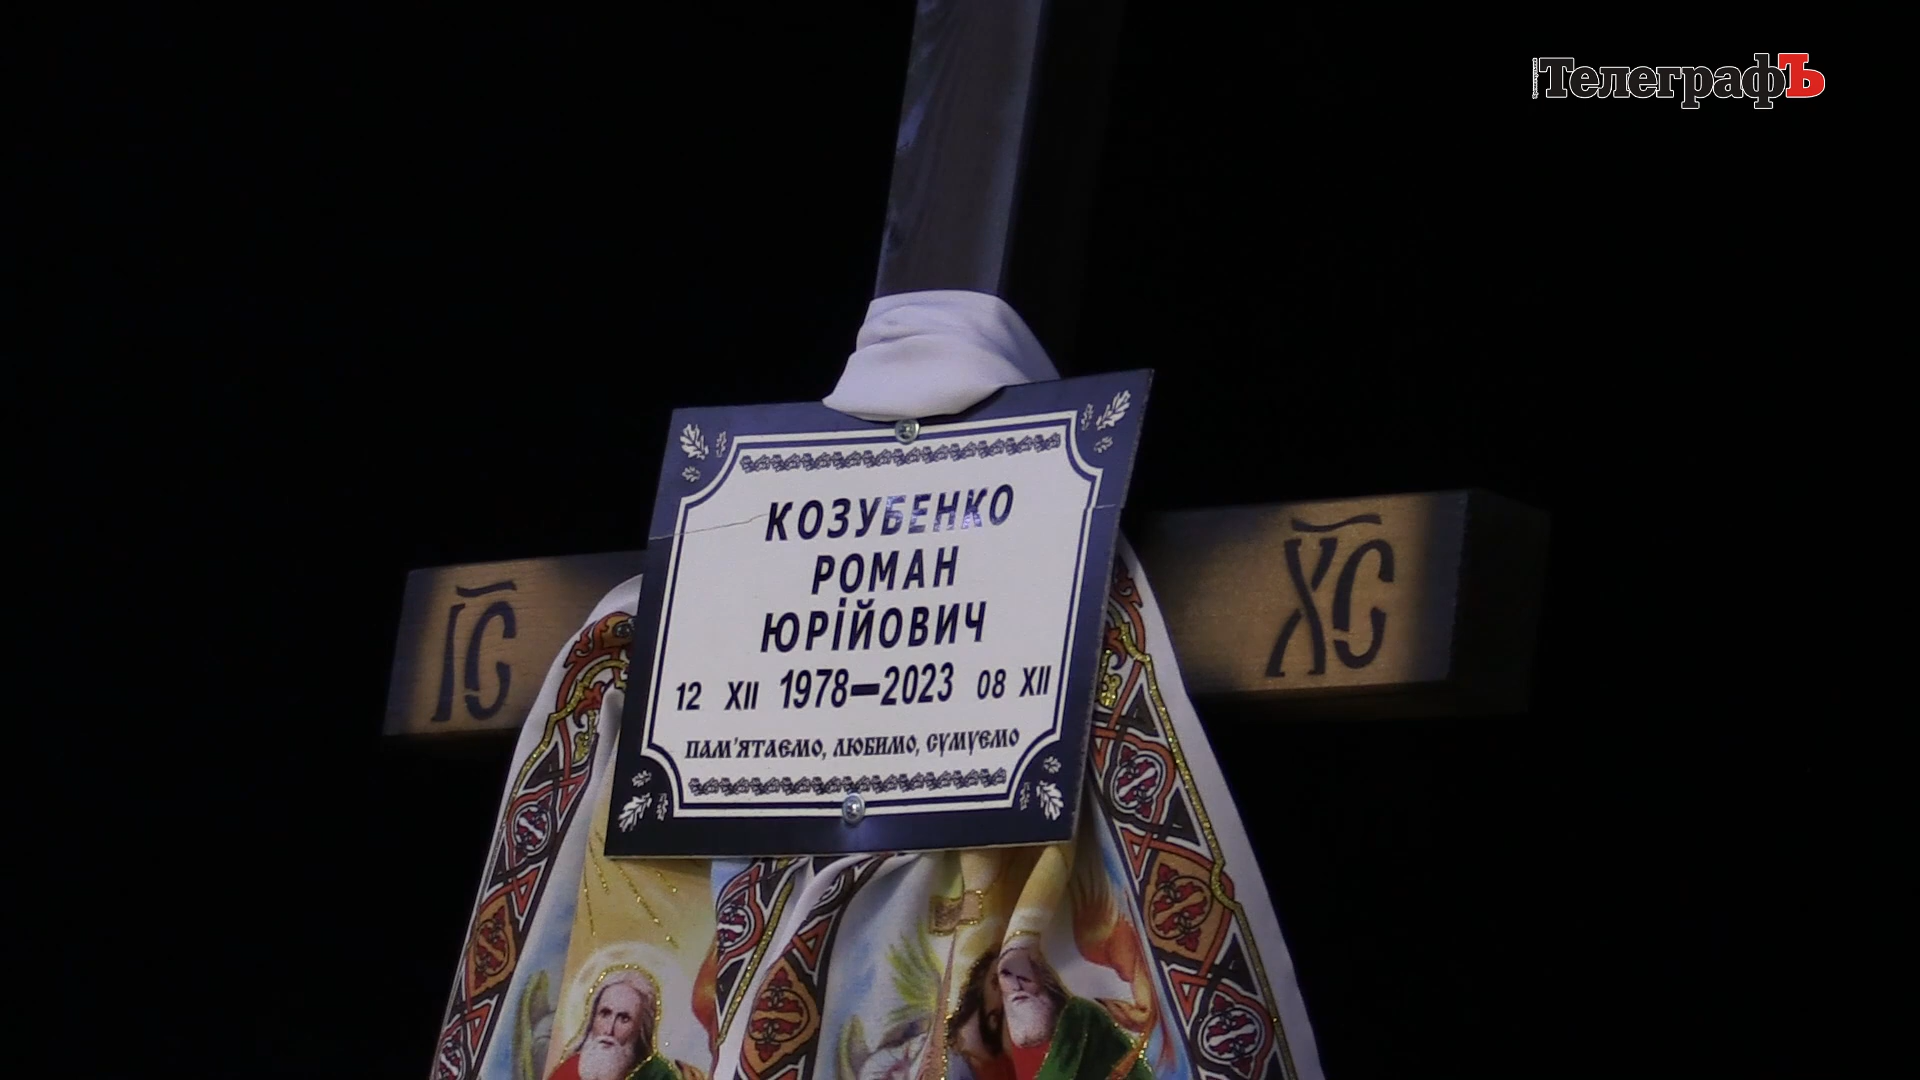 ТелеграфЪ
КОЗУБЕНКО
РОМАН
ЮРІЙОВИЧ
12 XII 1978–2023 08 XII
ПАМ'ЯТАЄМО, ЛЮБИМО, СУМУЄМО
ІС ХС